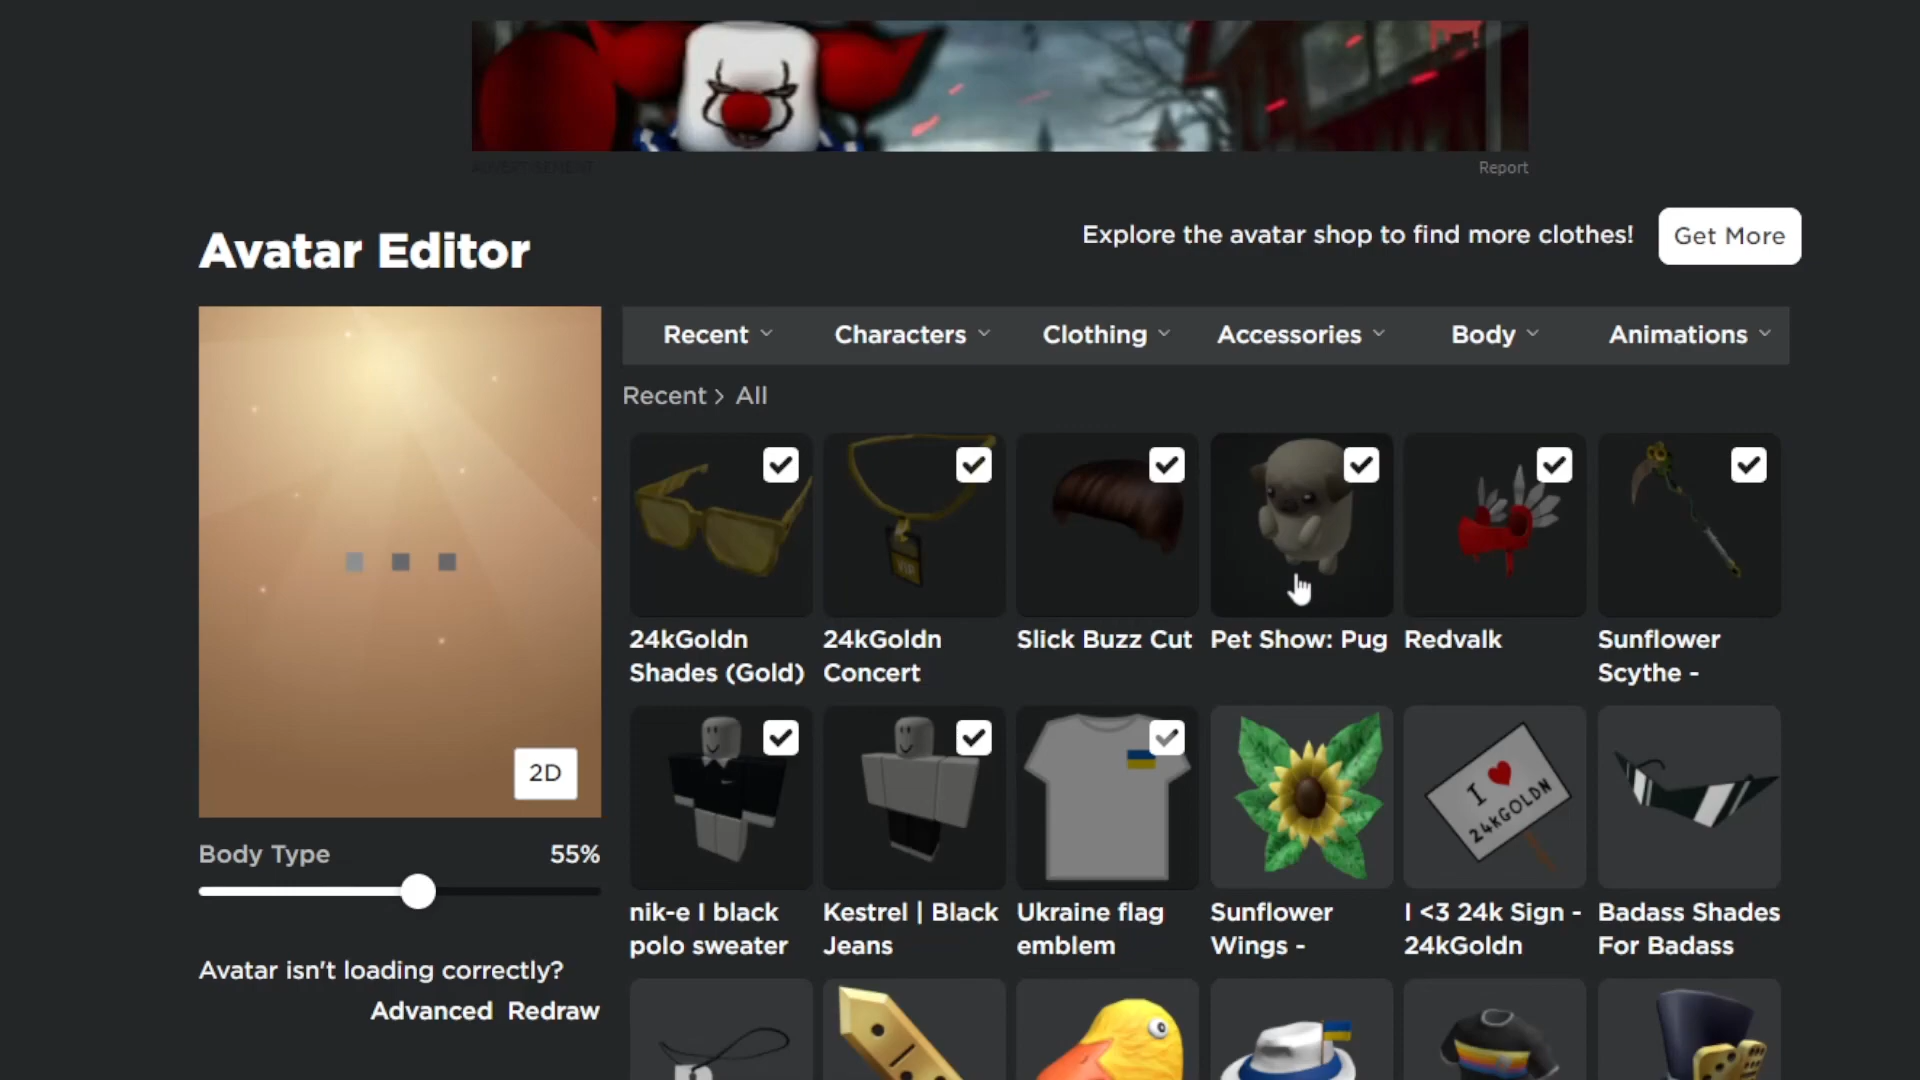 ADVERTISEMENT
Report
Avatar Editor
Explore the avatar shop to find more clothes!
Get More
Recent
Characters
Clothing
Accessories
Body
Animations
Recent > All
VIP
24kGoldn
Shades (Gold)
24kGoldn
Concert
Slick Buzz Cut
Pet Show: Pug
Redvalk
Sunflower
Scythe -
2D
I ♥
24KGOLDN
Body Type
55%
nik-e I black
polo sweater
Kestrel | Black
Jeans
Ukraine flag
emblem
Sunflower
Wings -
I <3 24k Sign -
24kGoldn
Badass Shades
For Badass
Avatar isn't loading correctly?
Advanced
Redraw